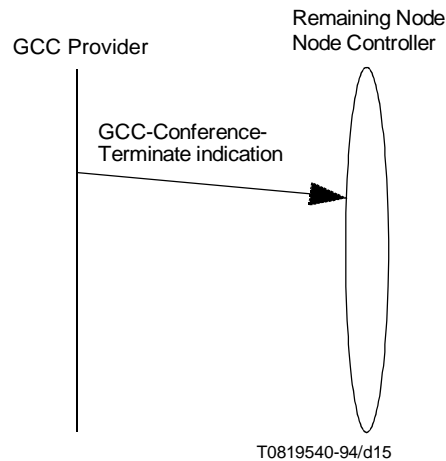 Remaining Node
Node Controller
GCC Provider
GCC-Conference-
Terminate indication
T0819540-94/d15